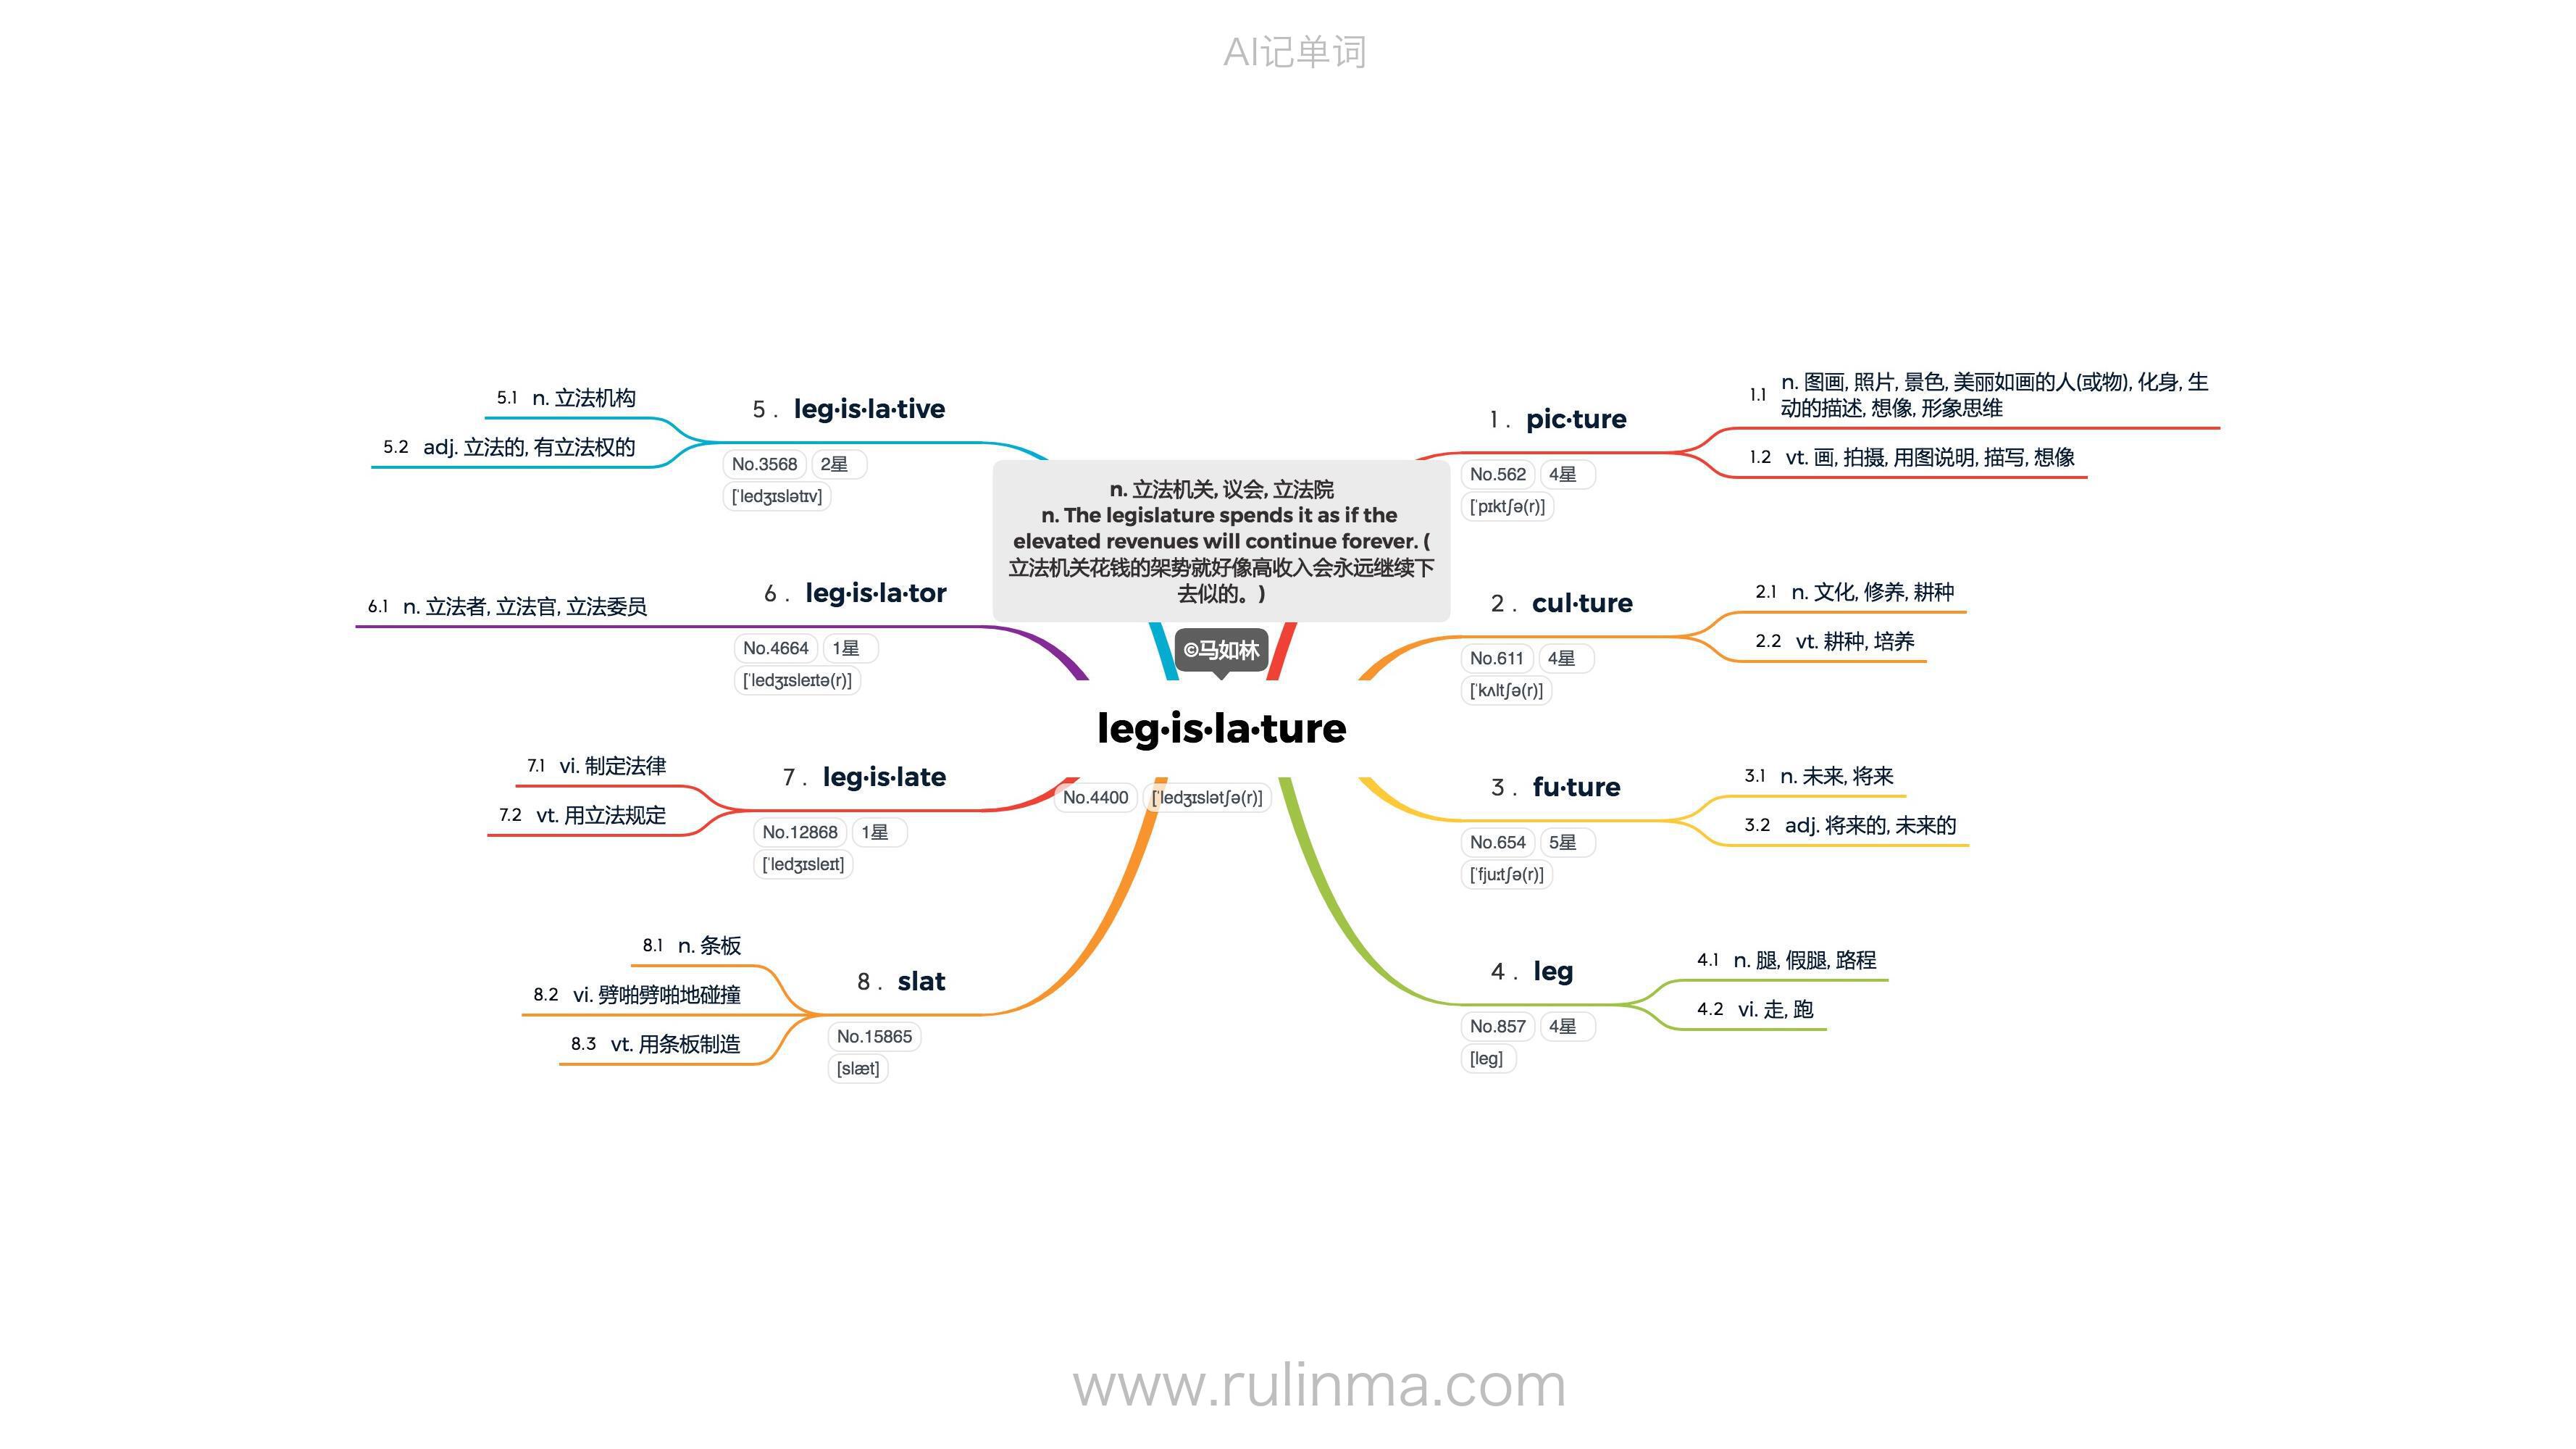 AI记单词
n. 立法机关, 议会, 立法院
n. The legislature spends it as if the
elevated revenues will continue forever. (
立法机关花钱的架势就好像高收入会永远继续下
去似的。)
©马如林
leg·is·la·ture
No.4400 [ˈledʒɪslətʃə(r)]
1 . pic·ture
No.562 4星
[ˈpɪktʃə(r)]
1.1 n. 图画, 照片, 景色, 美丽如画的人(或物), 化身, 生
动的描述, 想像, 形象思维
1.2 vt. 画, 拍摄, 用图说明, 描写, 想像
2 . cul·ture
No.611 4星
[ˈkʌltʃə(r)]
2.1 n. 文化, 修养, 耕种
2.2 vt. 耕种, 培养
3 . fu·ture
No.654 5星
[ˈfjuːtʃə(r)]
3.1 n. 未来, 将来
3.2 adj. 将来的, 未来的
4 . leg
No.857 4星
[leg]
4.1 n. 腿, 假腿, 路程
4.2 vi. 走, 跑
5 . leg·is·la·tive
No.3568 2星
[ˈledʒɪslətɪv]
5.1 n. 立法机构
5.2 adj. 立法的, 有立法权的
6 . leg·is·la·tor
No.4664 1星
[ˈledʒɪsleɪtə(r)]
6.1 n. 立法者, 立法官, 立法委员
7 . leg·is·late
No.12868 1星
[ˈledʒɪsleɪt]
7.1 vi. 制定法律
7.2 vt. 用立法规定
8 . slat
No.15865
[slæt]
8.1 n. 条板
8.2 vi. 劈啪劈啪地碰撞
8.3 vt. 用条板制造
www.rulinma.com